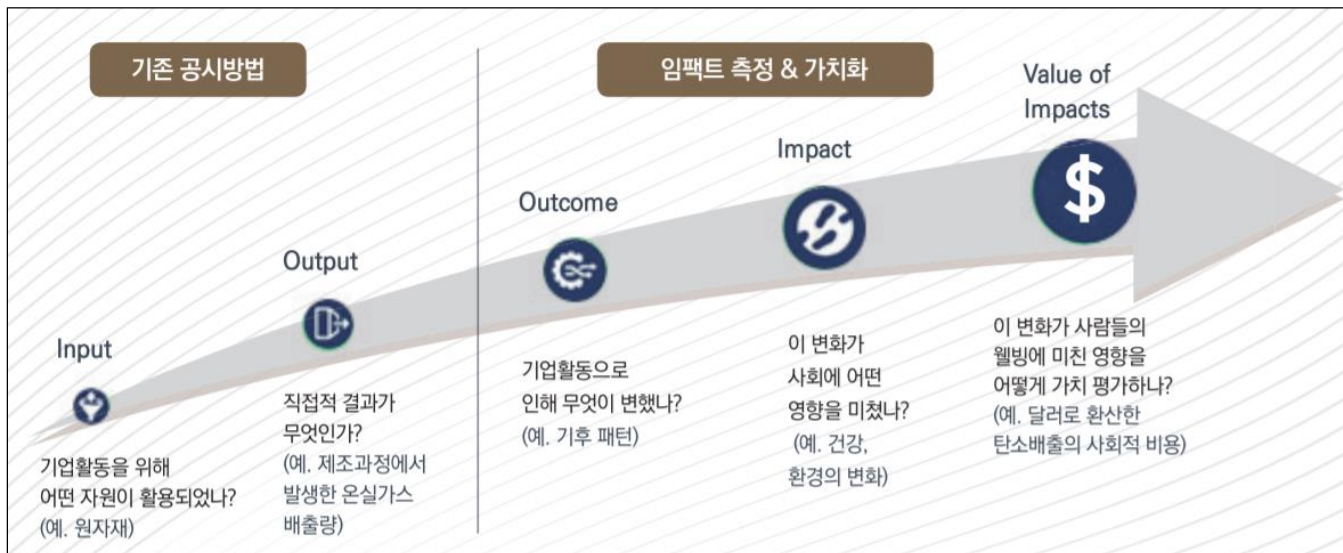 기존 공시방법
임팩트 측정 & 가치화
Input
기업활동을 위해
어떤 자원이 활용되었나?
(예. 원자재)
Output
직접적 결과가
무엇인가?
(예. 제조과정에서
발생한 온실가스
배출량)
Outcome
기업활동으로
인해 무엇이 변했나?
(예. 기후 패턴)
Impact
이 변화가
사회에 어떤
영향을 미쳤나?
(예. 건강,
환경의 변화)
Value of
Impacts
$
이 변화가 사람들의
웰빙에 미친 영향을
어떻게 가치 평가하나?
(예. 달러로 환산한
탄소배출의 사회적 비용)